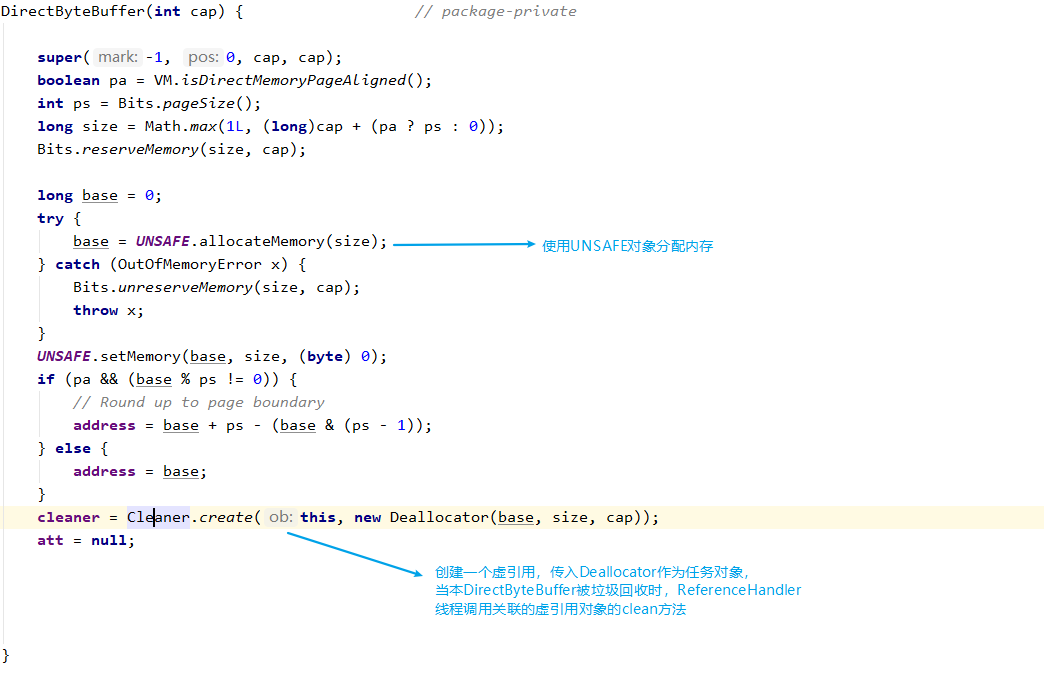 DirectByteBuffer(int cap) { // package-private
super( mark: -1, pos: 0, cap, cap);
boolean pa = VM.isDirectMemoryPageAligned();
int ps = Bits.pageSize();
long size = Math.max(1L, (long)cap + (pa ? ps : 0));
Bits.reserveMemory(size, cap);
long base = 0;
try {
base = UNSAFE.allocateMemory(size); 使用UNSAFE对象分配内存
} catch (OutOfMemoryError x) {
Bits.unreserveMemory(size, cap);
throw x;
}
UNSAFE.setMemory(base, size, (byte) 0);
if (pa && (base % ps != 0)) {
// Round up to page boundary
address = base + ps - (base & (ps - 1));
} else {
address = base;
}
cleaner = Cleaner.create( ob: this, new Deallocator(base, size, cap));
att = null;
创建一个虚引用，传入Deallocator作为任务对象，
当本DirectByteBuffer被垃圾回收时，ReferenceHandler
线程调用关联的虚引用对象的clean方法
}